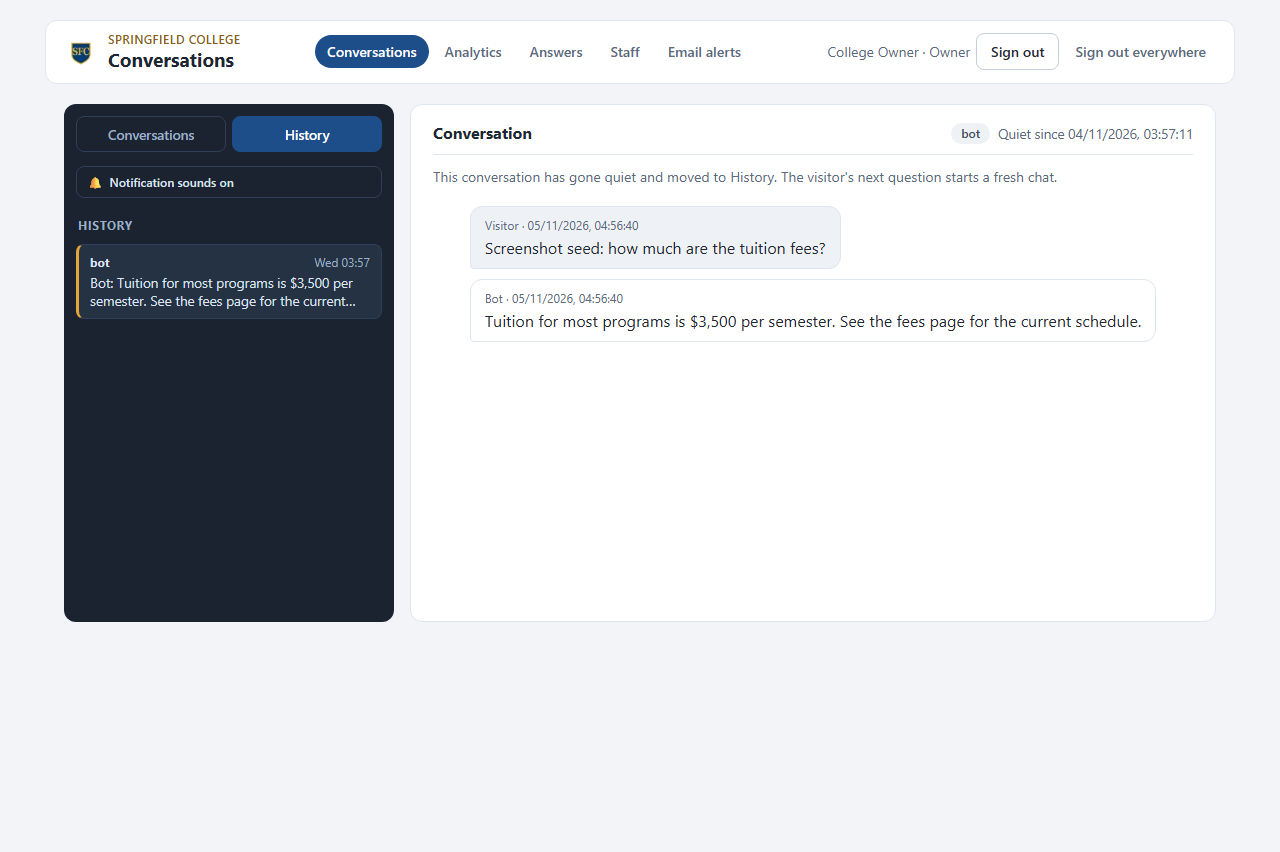 SFC
SPRINGFIELD COLLEGE
Conversations
Conversations
Analytics
Answers
Staff
Email alerts
College Owner · Owner
Sign out
Sign out everywhere
Conversations
History
Notification sounds on
HISTORY
bot
Wed 03:57
Bot: Tuition for most programs is $3,500 per
semester. See the fees page for the current...
Conversation
bot
Quiet since 04/11/2026, 03:57:11
This conversation has gone quiet and moved to History. The visitor's next question starts a fresh chat.
Visitor · 05/11/2026, 04:56:40
Screenshot seed: how much are the tuition fees?
Bot · 05/11/2026, 04:56:40
Tuition for most programs is $3,500 per semester. See the fees page for the current schedule.